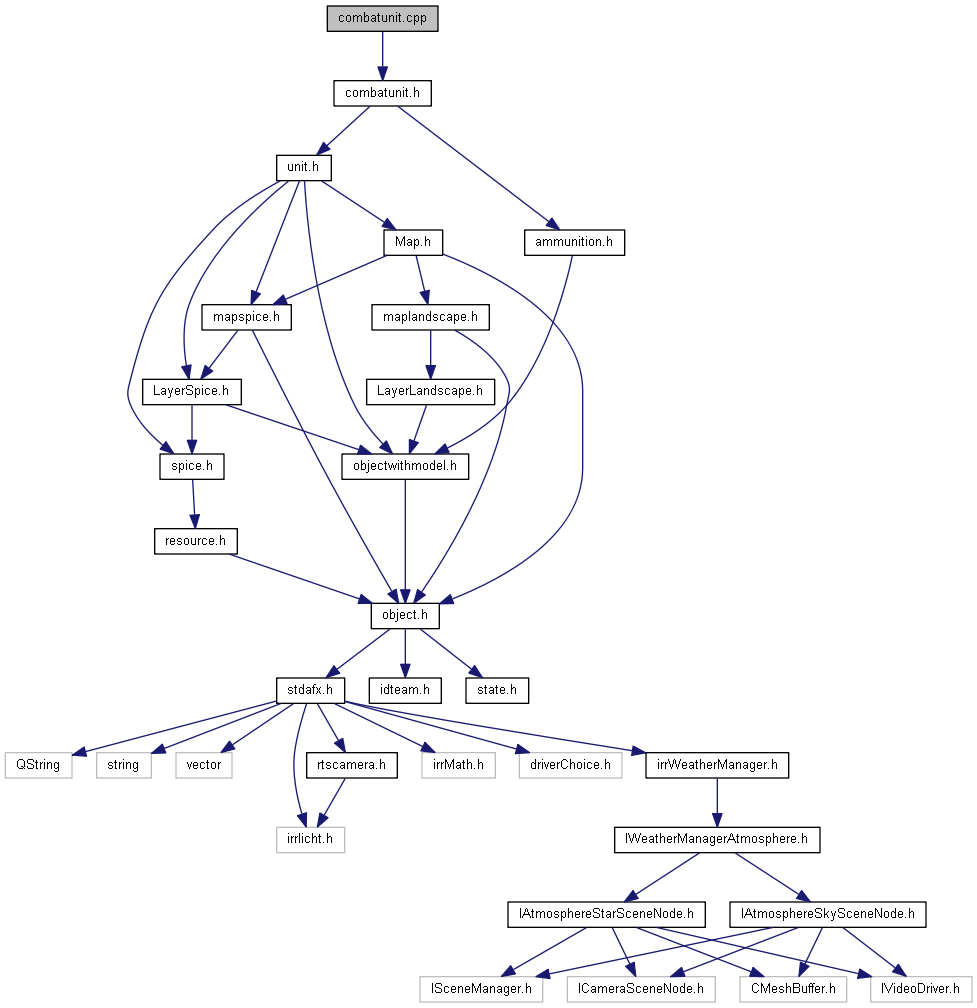 combatunit.cpp
combatunit.h
unit.h
Map.h
ammunition.h
mapspice.h
maplandscape.h
LayerSpice.h
LayerLandscape.h
spice.h
objectwithmodel.h
resource.h
object.h
stdafx.h
idteam.h
state.h
QString
string
vector
rtscamera.h
irrMath.h
driverChoice.h
irrWeatherManager.h
irrlicht.h
IWeatherManagerAtmosphere.h
IAtmosphereStarSceneNode.h
IAtmosphereSkySceneNode.h
ISceneManager.h
ICameraSceneNode.h
CMeshBuffer.h
IVideoDriver.h